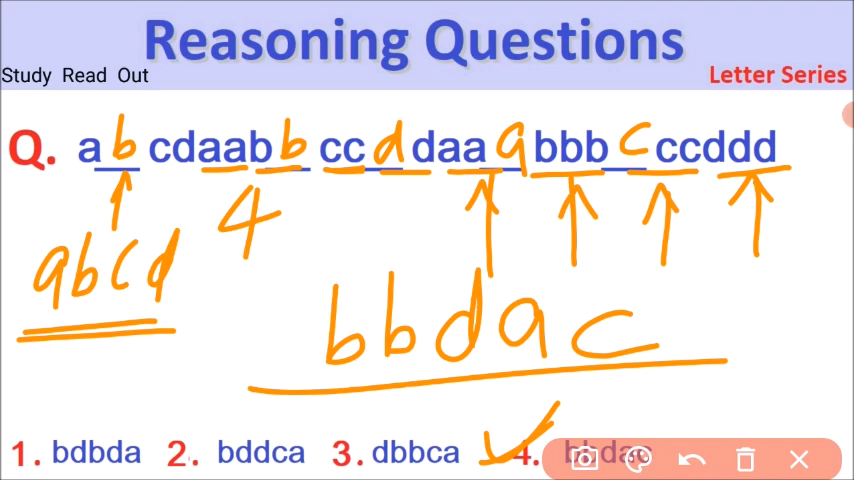 Reasoning Questions
Study Read Out
Letter Series
Q. a b cdaab b cc d daa a bbb c ccddd
4
abcd
bbdac
1. bdbda 2. bddca 3. dbbca 4. bbdac